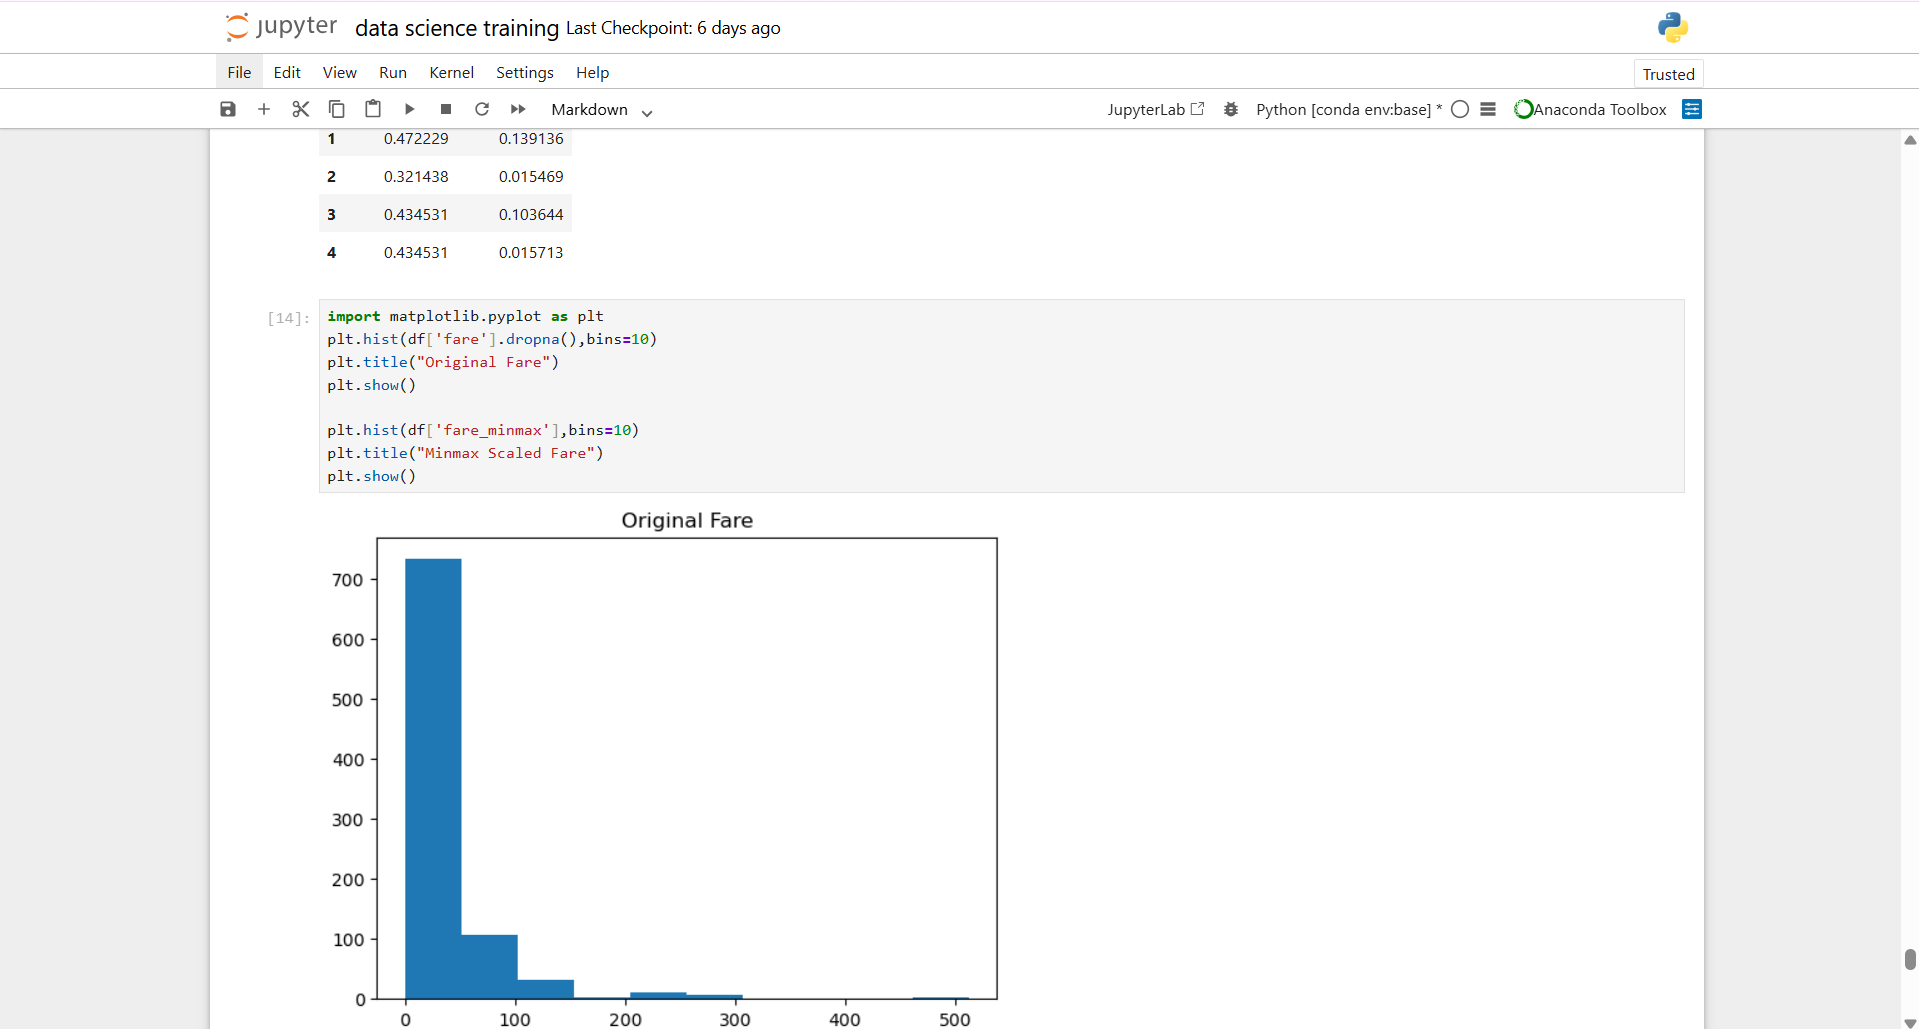 jupyter data science training Last Checkpoint: 6 days ago
File Edit View Run Kernel Settings Help
Trusted
Markdown
JupyterLab Python [conda env:base] * Anaconda Toolbox
1 0.472229 0.139136
2 0.321438 0.015469
3 0.434531 0.103644
4 0.434531 0.015713
[14]:
import matplotlib.pyplot as plt
plt.hist(df['fare'].dropna(),bins=10)
plt.title("Original Fare")
plt.show()
plt.hist(df['fare_minmax'],bins=10)
plt.title("Minmax Scaled Fare")
plt.show()
Original Fare
700
600
500
400
300
200
100
0
0 100 200 300 400 500